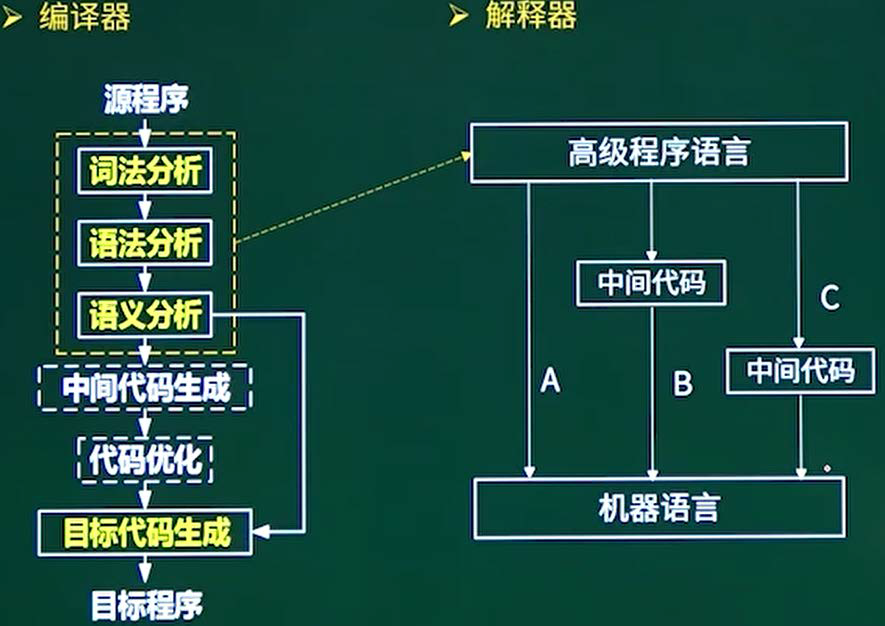 编译器
源程序
词法分析
语法分析
语义分析
中间代码生成
代码优化
目标代码生成
目标程序
解释器
高级程序语言
中间代码
C
中间代码
A
B
机器语言